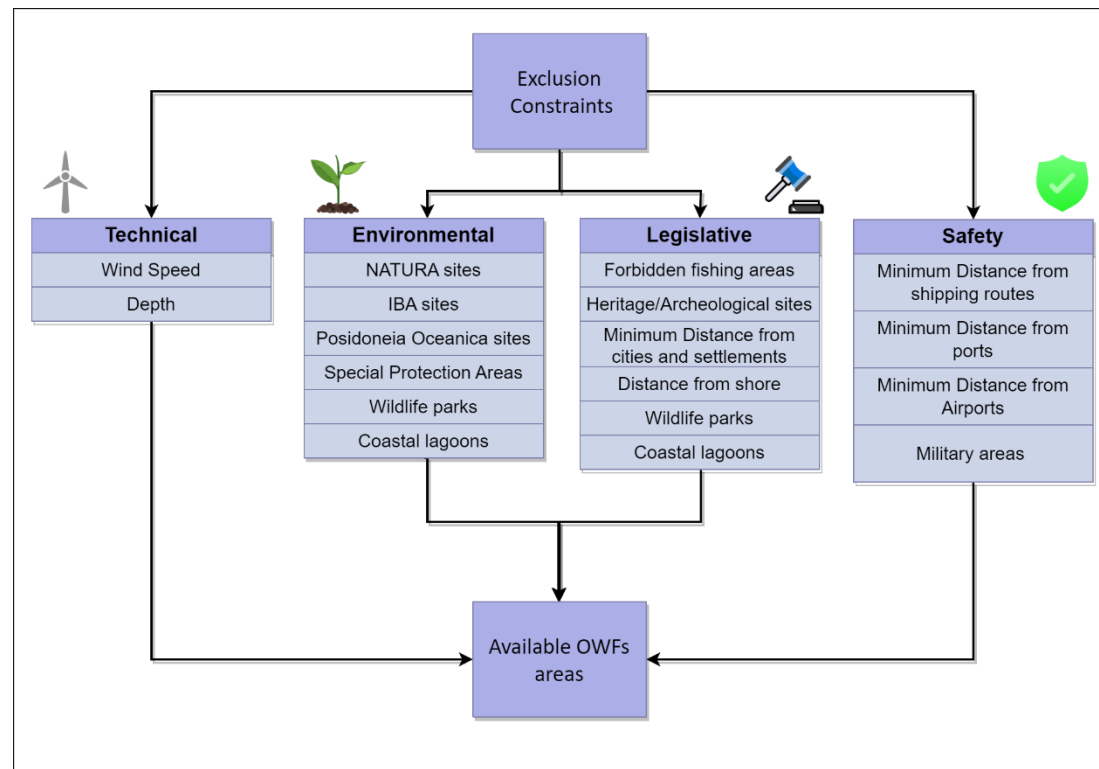 Exclusion
Constraints
Technical
Wind Speed
Depth
Environmental
NATURA sites
IBA sites
Posidoneia Oceanica sites
Special Protection Areas
Wildlife parks
Coastal lagoons
Legislative
Forbidden fishing areas
Heritage/Archeological sites
Minimum Distance from
cities and settlements
Distance from shore
Wildlife parks
Coastal lagoons
Safety
Minimum Distance from
shipping routes
Minimum Distance from
ports
Minimum Distance from
Airports
Military areas
Available OWFs
areas